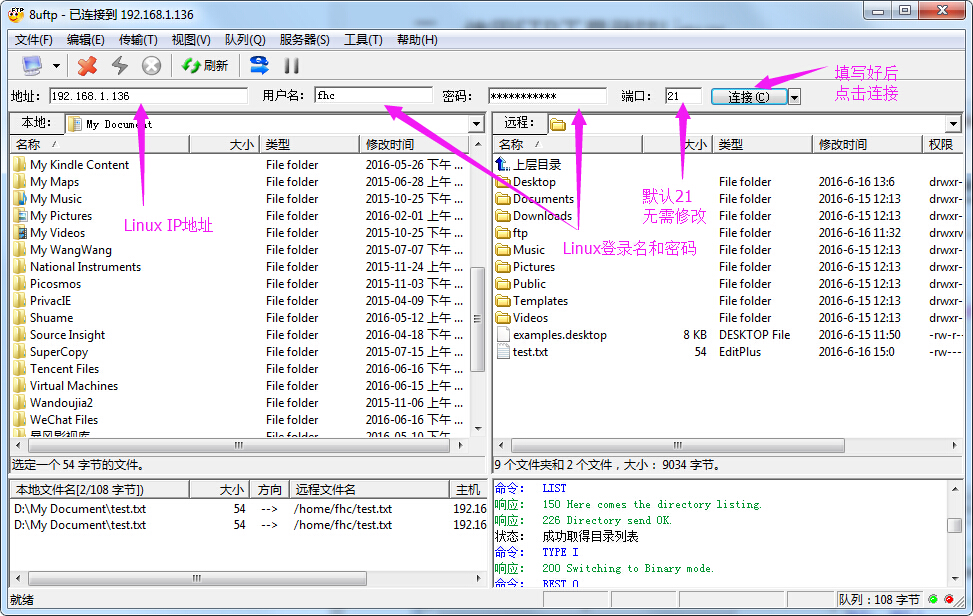 8uftp - 已连接到 192.168.1.136
文件(F) 编辑(E) 传输(T) 视图(V) 队列(Q) 服务器(S) 工具(T) 帮助(H)
刷新
地址: 192.168.1.136 用户名: fhc 密码: *********** 端口: 21 连接 (C)
填写好后
点击连接
本地: My Document
名称 大小 类型 修改时间
My Kindle Content File folder 2016-05-26 下午 ...
My Maps File folder 2015-06-28 上午 ...
My Music File folder 2015-10-25 下午 ...
My Pictures File folder 2016-02-01 上午 ...
My Videos File folder 2015-10-25 下午 ...
My WangWang File folder 2015-07-07 下午 ...
National Instruments File folder 2015-11-24 上午 ...
Picosmos File folder 2015-11-03 下午 ...
PrivacIE File folder 2015-04-09 下午 ...
Shuame File folder 2016-05-12 上午 ...
Source Insight File folder 2016-04-18 下午 ...
SuperCopy File folder 2015-07-15 上午 ...
Tencent Files File folder 2016-06-16 下午 ...
Virtual Machines File folder 2016-06-15 上午 ...
Wandoujia2 File folder 2015-11-06 上午 ...
WeChat Files File folder 2016-06-16 下午 ...
暴风影视库 File folder 2016-05-10 下午 ...
选定一个 54 字节的文件。
Linux IP地址
远程:
名称 大小 类型 修改时间 权限
上层目录
Desktop File folder 2016-6-16 13:6 drwxr-
Documents File folder 2016-6-15 12:13 drwxr-
Downloads File folder 2016-6-15 12:13 drwxr-
ftp File folder 2016-6-16 11:32 drwxrv
Music File folder 2016-6-15 12:13 drwxr-
Pictures File folder 2016-6-15 12:13 drwxr-
Public File folder 2016-6-15 12:13 drwxr-
Templates File folder 2016-6-15 12:13 drwxr-
Videos File folder 2016-6-15 12:13 drwxr-
examples.desktop 8 KB DESKTOP File 2016-6-15 11:50 -rw-r--
test.txt 54 EditPlus 2016-6-16 15:0 -rw---
9 个文件夹和 2 个文件，大小： 9034 字节。
默认21
无需修改
Linux登录名和密码
本地文件名[2/108 字节]) 大小 方向 远程文件名 主机
D:\My Document\test.txt 54 --> /home/fhc/test.txt 192.16
D:\My Document\test.txt 54 --> /home/fhc/test.txt 192.16
命令: LIST
响应: 150 Here comes the directory listing.
响应: 226 Directory send OK.
状态: 成功取得目录列表
命令: TYPE I
响应: 200 Switching to Binary mode.
命令: REST 0
就绪 队列 : 108 字节